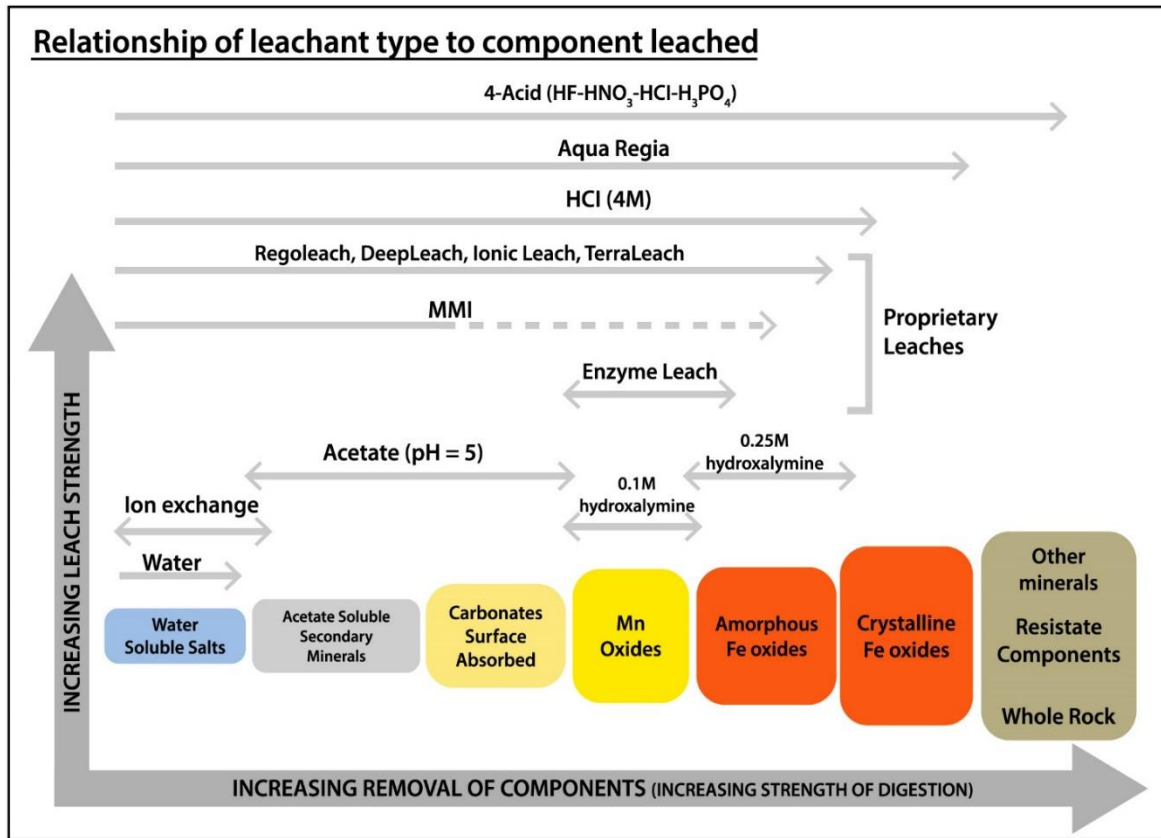 Relationship of leachant type to component leached
4-Acid (HF-HNO₃-HCl-H₃PO₄)
Aqua Regia
HCl (4M)
Regoleach, DeepLeach, Ionic Leach, TerraLeach
MMI
Proprietary
Leaches
Enzyme Leach
Acetate (pH = 5)
0.25M
hydroxalymine
0.1M
hydroxalymine
Ion exchange
Water
Water
Soluble Salts
Acetate Soluble
Secondary
Minerals
Carbonates
Surface
Absorbed
Mn
Oxides
Amorphous
Fe oxides
Crystalline
Fe oxides
Other
minerals
Resistate
Components
Whole Rock
INCREASING LEACH STRENGTH
INCREASING REMOVAL OF COMPONENTS (INCREASING STRENGTH OF DIGESTION)